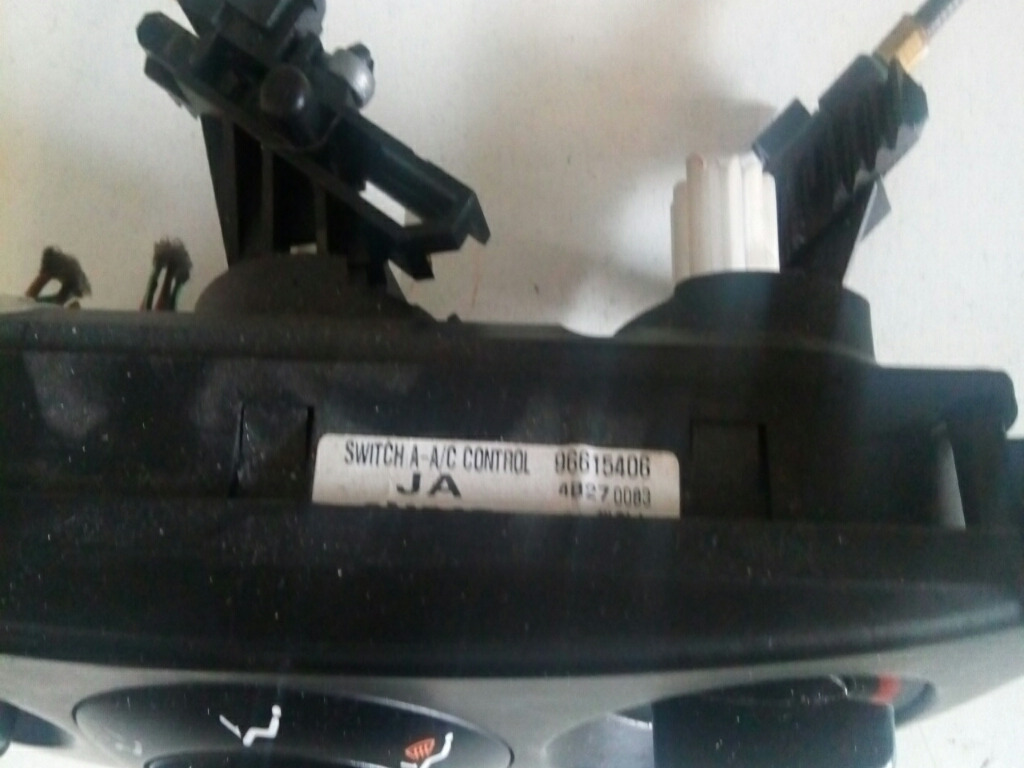 SWITCH A-A/C CONTROL 96615406
JA 4B27.0083